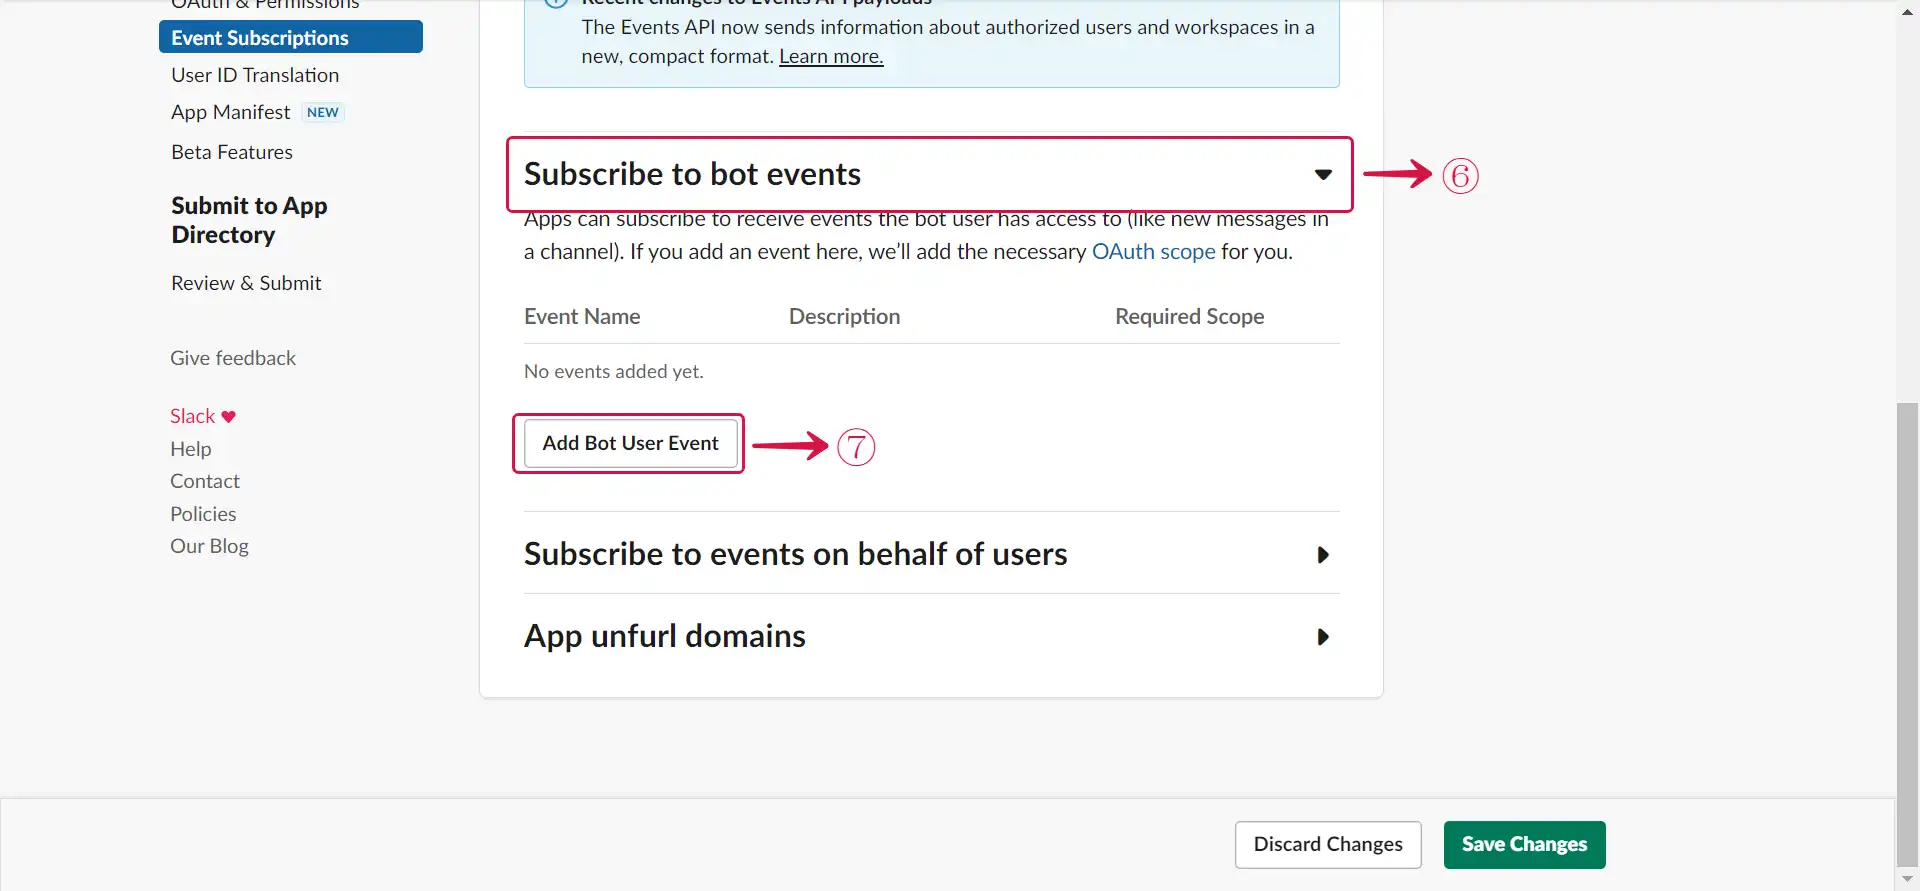 OAuth & Permissions
Event Subscriptions
User ID Translation
App Manifest NEW
Beta Features
Submit to App
Directory
Review & Submit
Give feedback
Slack ♥
Help
Contact
Policies
Our Blog
Recent changes to Events API payloads
The Events API now sends information about authorized users and workspaces in a
new, compact format. Learn more.
Subscribe to bot events
⑥
Apps can subscribe to receive events the bot user has access to (like new messages in
a channel). If you add an event here, we’ll add the necessary OAuth scope for you.
Event Name Description Required Scope
No events added yet.
Add Bot User Event
⑦
Subscribe to events on behalf of users
App unfurl domains
Discard Changes Save Changes